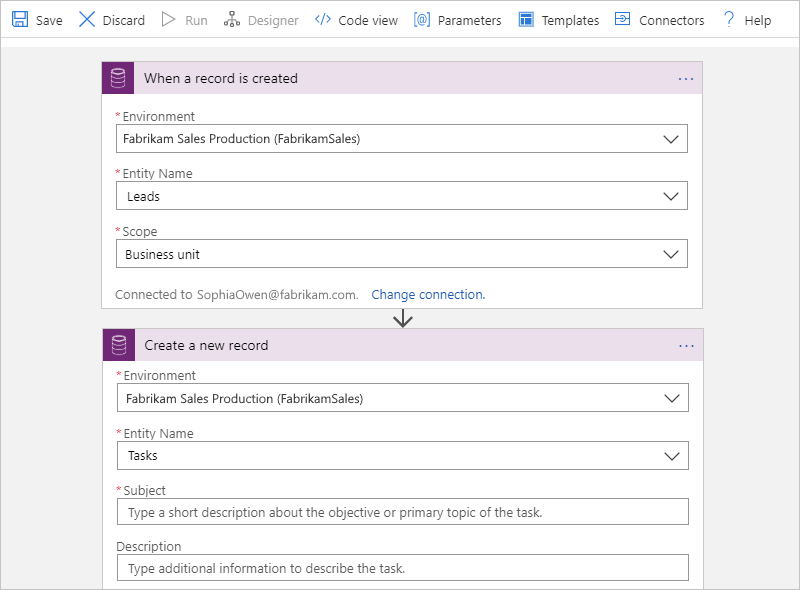 Save Discard Run Designer </> Code view [@] Parameters Templates Connectors ? Help
When a record is created ...
* Environment
Fabrikam Sales Production (FabrikamSales)
* Entity Name
Leads
* Scope
Business unit
Connected to SophiaOwen@fabrikam.com. Change connection.
Create a new record ...
* Environment
Fabrikam Sales Production (FabrikamSales)
* Entity Name
Tasks
* Subject
Type a short description about the objective or primary topic of the task.
Description
Type additional information to describe the task.